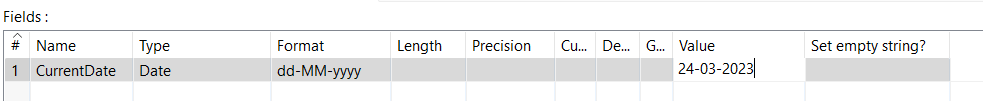 Fields :
# Name Type Format Length Precision Cu... De... G... Value Set empty string?
1 CurrentDate Date dd-MM-yyyy 24-03-2023